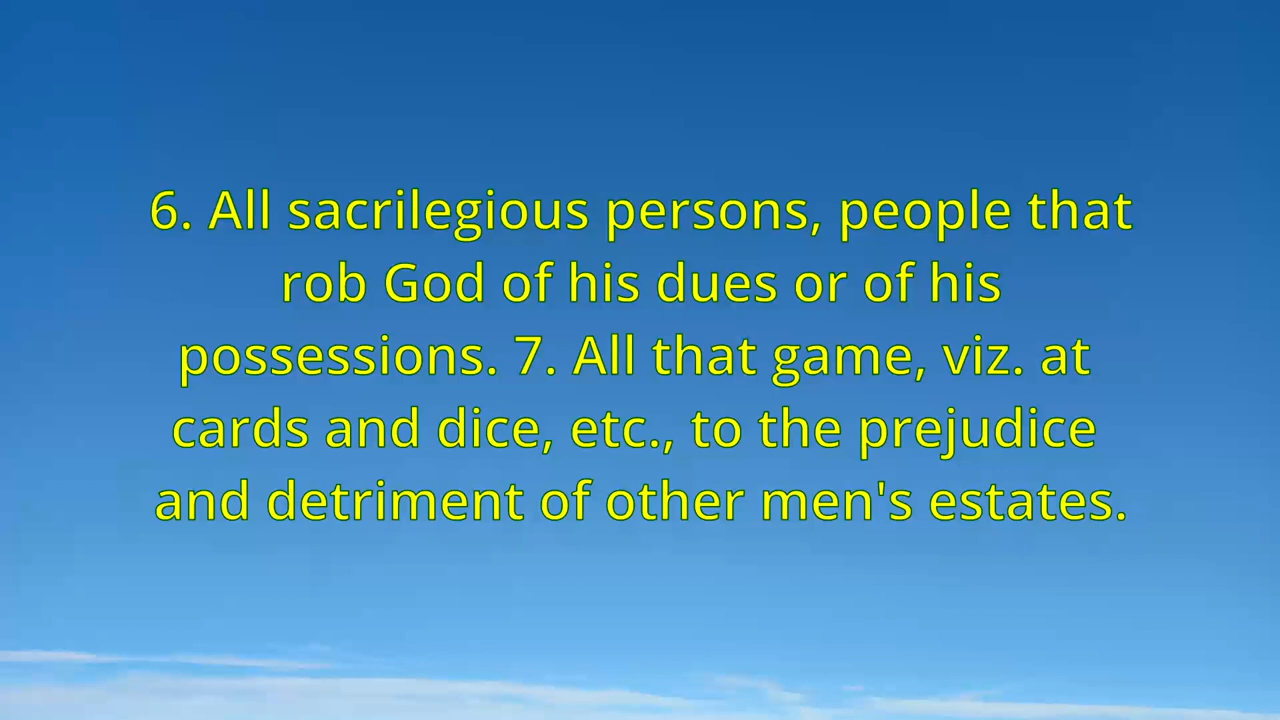 6. All sacrilegious persons, people that
rob God of his dues or of his
possessions. 7. All that game, viz. at
cards and dice, etc., to the prejudice
and detriment of other men's estates.